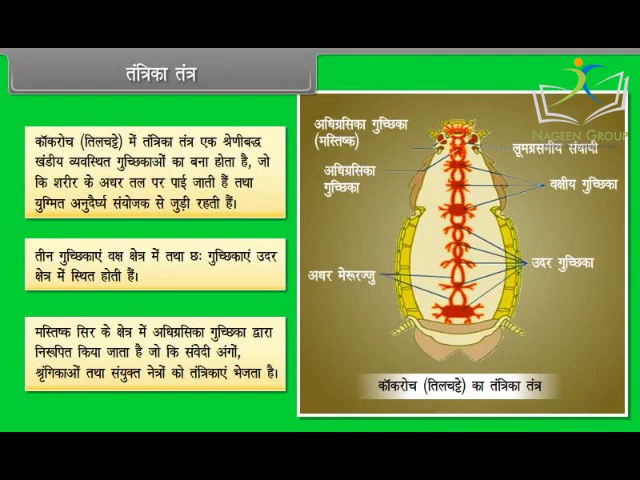 तंत्रिका तंत्र
कॉकरोच (तिलचट्टे) में तंत्रिका तंत्र एक श्रेणीबद्ध
खंडीय व्यवस्थित गुच्छिकाओं का बना होता है, जो
कि शरीर के अधर तल पर पाई जाती हैं तथा
युग्मित अनुदैर्घ्य संयोजक से जुड़ी रहती हैं।
तीन गुच्छिकाएं वक्ष क्षेत्र में तथा छः गुच्छिकाएं उदर
क्षेत्र में स्थित होती हैं।
मस्तिष्क सिर के क्षेत्र में अधिग्रसिका गुच्छिका द्वारा
निरूपित किया जाता है जो कि संवेदी अंगों,
श्रृंगिकाओं तथा संयुक्त नेत्रों को तंत्रिकाएं भेजता है।
NAGEEN GROUP
अधिग्रसिका गुच्छिका
(मस्तिष्क)
लूमग्रसनीय संधायी
अधिग्रसिका
गुच्छिका
वक्षीय गुच्छिका
उदर गुच्छिका
अधर मेरूरज्जु
कॉकरोच (तिलचट्टे) का तंत्रिका तंत्र